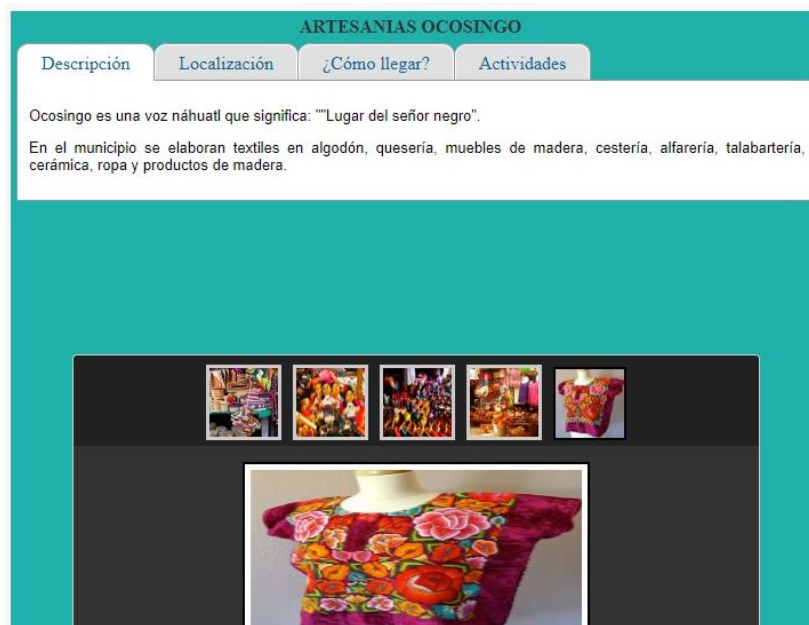 ARTESANIAS OCOSINGO
Descripción
Localización
¿Cómo llegar?
Actividades
Ocosingo es una voz náhuatl que significa: ""Lugar del señor negro".
En el municipio se elaboran textiles en algodón, quesería, muebles de madera, cestería, alfarería, talabartería,
cerámica, ropa y productos de madera.